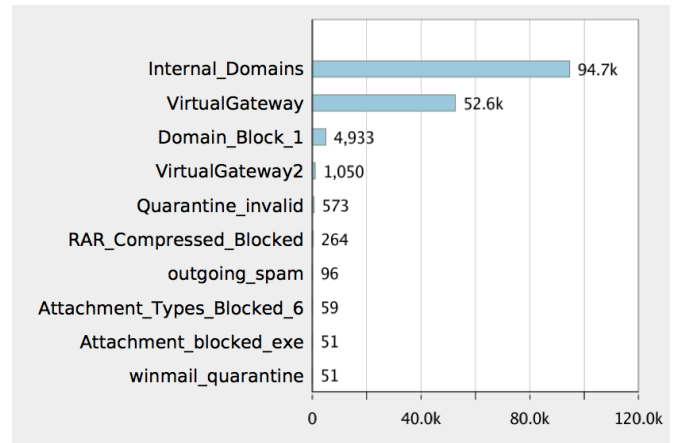 Internal_Domains 94.7k
VirtualGateway 52.6k
Domain_Block_1 4,933
VirtualGateway2 1,050
Quarantine_invalid 573
RAR_Compressed_Blocked 264
outgoing_spam 96
Attachment_Types_Blocked_6 59
Attachment_blocked_exe 51
winmail_quarantine 51
0 40.0k 80.0k 120.0k